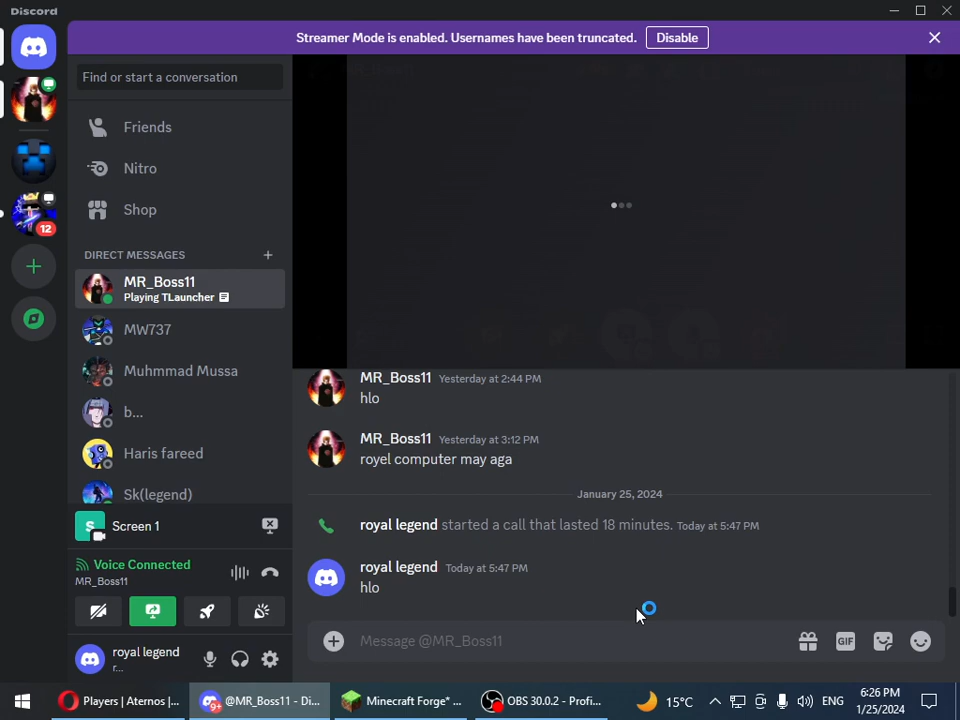 Discord
Streamer Mode is enabled. Usernames have been truncated. Disable
Find or start a conversation
Friends
Nitro
Shop
DIRECT MESSAGES
MR_Boss11
Playing TLauncher
MW737
Muhmmad Mussa
b...
Haris fareed
Sk(legend)
12
S
Screen 1
Voice Connected
MR_Boss11
royal legend
r...
MR_Boss11 Yesterday at 2:44 PM
hlo
MR_Boss11 Yesterday at 3:12 PM
royel computer may aga
January 25, 2024
royal legend started a call that lasted 18 minutes. Today at 5:47 PM
royal legend Today at 5:47 PM
hlo
Message @MR_Boss11
GIF
Players | Aternos |...
9+
@MR_Boss11 - Di...
Minecraft Forge* ...
OBS 30.0.2 - Profi...
15°C
ENG
6:26 PM
1/25/2024